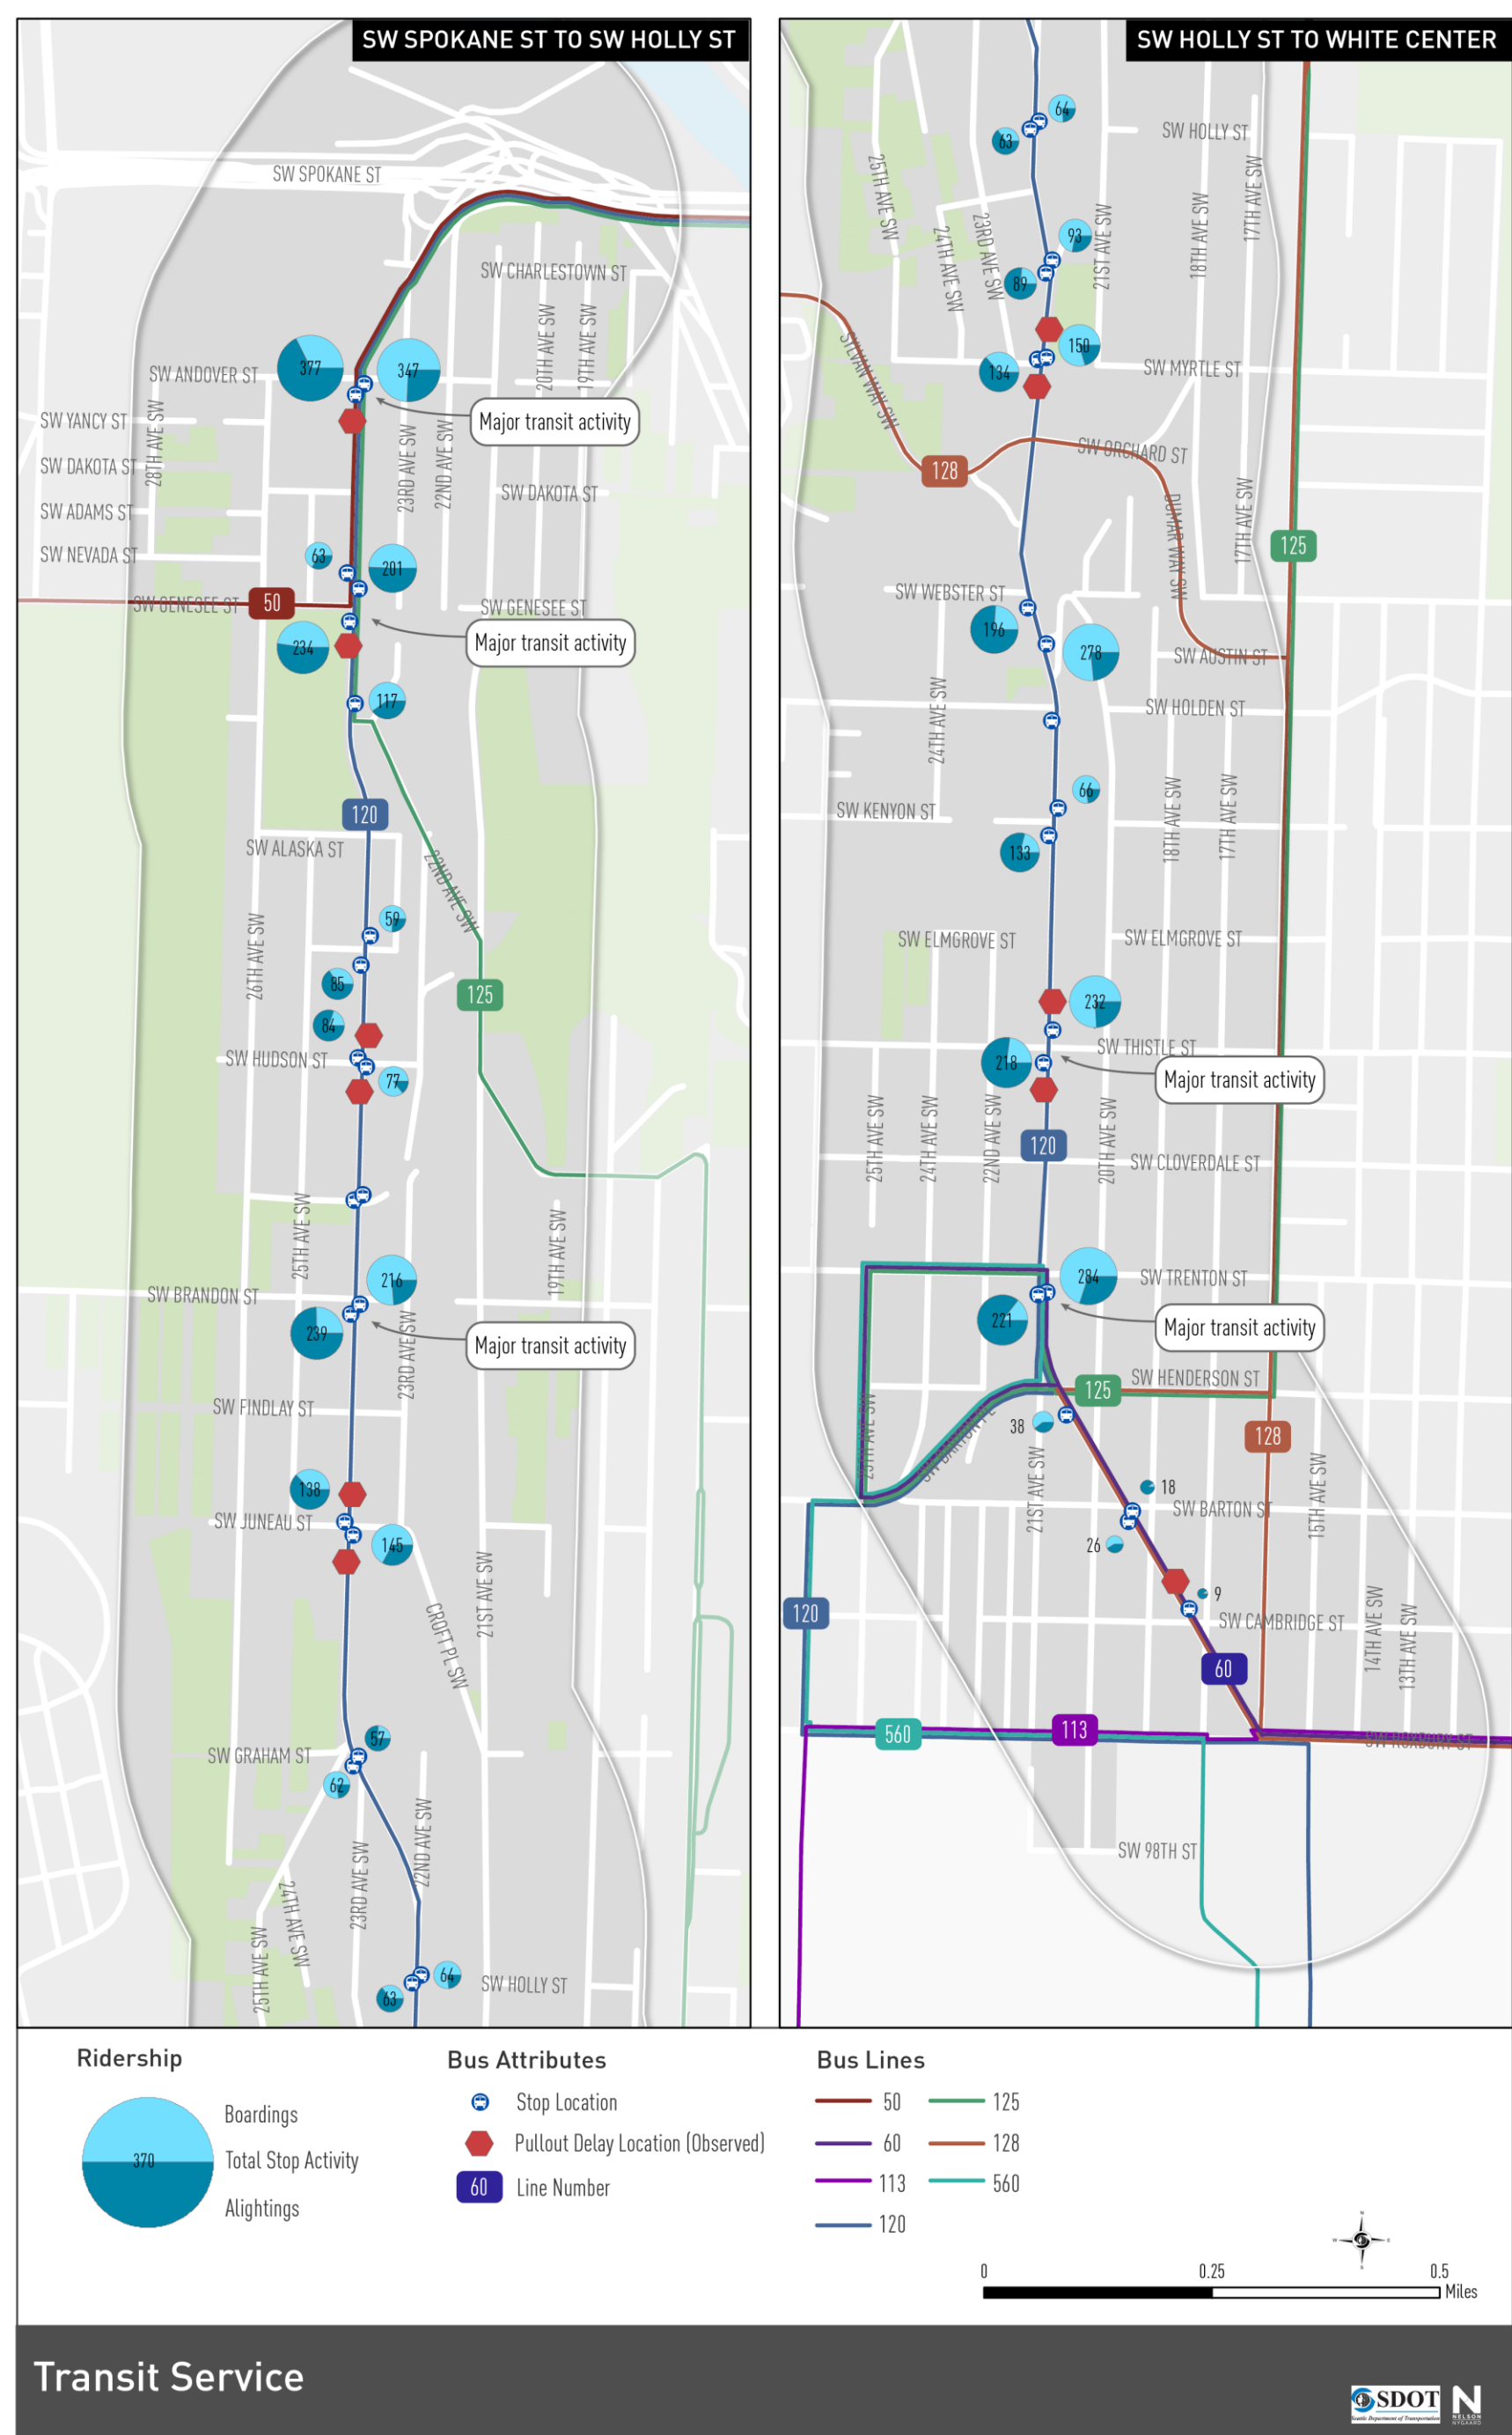 SW SPOKANE ST TO SW HOLLY ST
SW SPOKANE ST
SW CHARLESTOWN ST
20TH AVE SW
19TH AVE SW
377
347
SW ANDOVER ST
Major transit activity
SW YANCY ST
28TH AVE SW
23RD AVE SW
22ND AVE SW
SW DAKOTA ST
SW DAKOTA ST
SW ADAMS ST
SW NEVADA ST
63
201
SW GENESEE ST
50
SW GENESEE ST
234
Major transit activity
117
120
SW ALASKA ST
22ND AVE SW
59
26TH AVE SW
85
125
84
SW HUDSON ST
77
25TH AVE SW
19TH AVE SW
216
SW BRANDON ST
239
Major transit activity
23RD AVE SW
SW FINDLAY ST
138
SW JUNEAU ST
145
CROFT PL SW
21ST AVE SW
57
SW GRAHAM ST
62
22ND AVE SW
23RD AVE SW
24TH AVE SW
25TH AVE SW
64
63
SW HOLLY ST
SW HOLLY ST TO WHITE CENTER
64
63
SW HOLLY ST
25TH AVE SW
24TH AVE SW
23RD AVE SW
21ST AVE SW
18TH AVE SW
17TH AVE SW
93
89
SYLVAN WAY SW
150
134
SW MYRTLE ST
SW ORCHARD ST
128
DUMAR WAY SW
17TH AVE SW
125
SW WEBSTER ST
196
278
SW AUSTIN ST
24TH AVE SW
SW HOLDEN ST
66
SW KENYON ST
18TH AVE SW
17TH AVE SW
133
SW ELMGROVE ST
SW ELMGROVE ST
232
SW THISTLE ST
218
Major transit activity
25TH AVE SW
24TH AVE SW
22ND AVE SW
120
20TH AVE SW
SW CLOVERDALE ST
284
SW TRENTON ST
221
Major transit activity
SW HENDERSON ST
125
25TH AVE SW
SW BARTON PL
38
128
21ST AVE SW
15TH AVE SW
18
SW BARTON ST
26
9
120
SW CAMBRIDGE ST
14TH AVE SW
13TH AVE SW
60
560
113
SW ROXBURY ST
SW 98TH ST
Ridership
Boardings
370
Total Stop Activity
Alightings
Bus Attributes
Stop Location
Pullout Delay Location (Observed)
60
Line Number
Bus Lines
50
125
60
128
113
560
120
N
W
E
S
0
0.25
0.5
Miles
Transit Service
SDOT
Seattle Department of Transportation
N
NELSON
NYGAARD